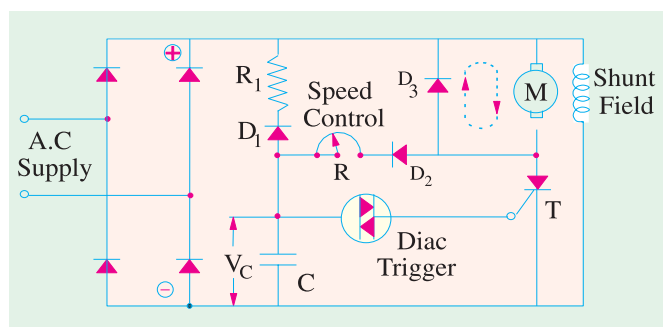 A.C
Supply
+
−
R1
D1
Speed
Control
R
D2
D3
M
Shunt
Field
T
Diac
Trigger
VC
C